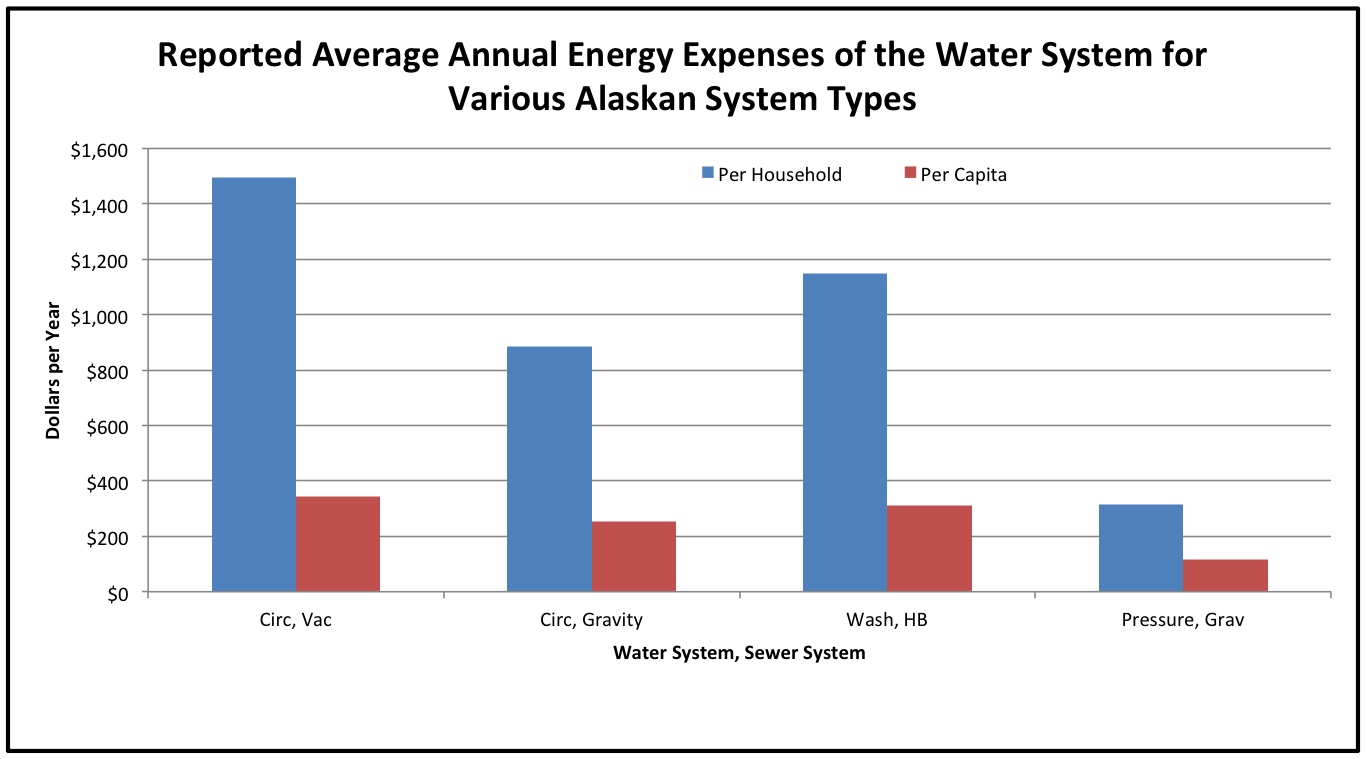 Reported Average Annual Energy Expenses of the Water System for
Various Alaskan System Types
$1,600
$1,400
$1,200
$1,000
$800
$600
$400
$200
$0
Dollars per Year
Per Household
Per Capita
Circ, Vac
Circ, Gravity
Wash, HB
Pressure, Grav
Water System, Sewer System